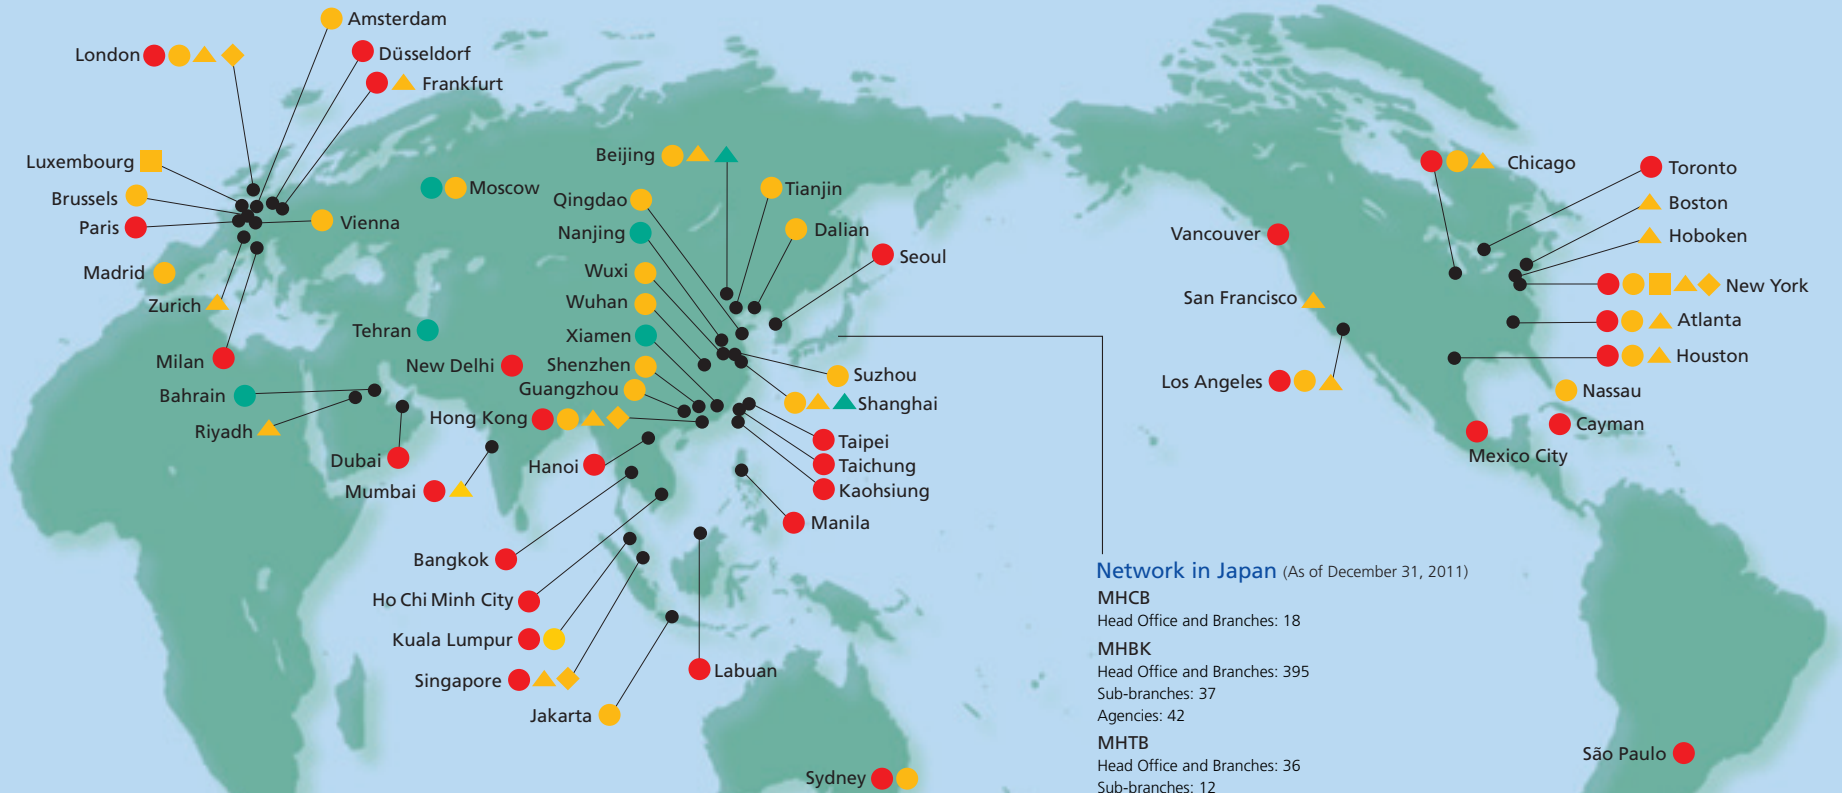 Amsterdam
London
Düsseldorf
Frankfurt
Luxembourg
Brussels
Paris
Moscow
Vienna
Madrid
Zurich
Milan
Tehran
Bahrain
Riyadh
New Delhi
Dubai
Mumbai
Beijing
Qingdao
Tianjin
Nanjing
Dalian
Wuxi
Seoul
Wuhan
Xiamen
Shenzhen
Guangzhou
Suzhou
Hong Kong
Shanghai
Hanoi
Taipei
Taichung
Kaohsiung
Manila
Bangkok
Ho Chi Minh City
Kuala Lumpur
Singapore
Labuan
Jakarta
Sydney
Chicago
Toronto
Boston
Vancouver
Hoboken
San Francisco
New York
Atlanta
Houston
Los Angeles
Nassau
Cayman
Mexico City
São Paulo
Network in Japan (As of December 31, 2011)
MHCB
Head Office and Branches: 18
MHBK
Head Office and Branches: 395
Sub-branches: 37
Agencies: 42
MHTB
Head Office and Branches: 36
Sub-branches: 12